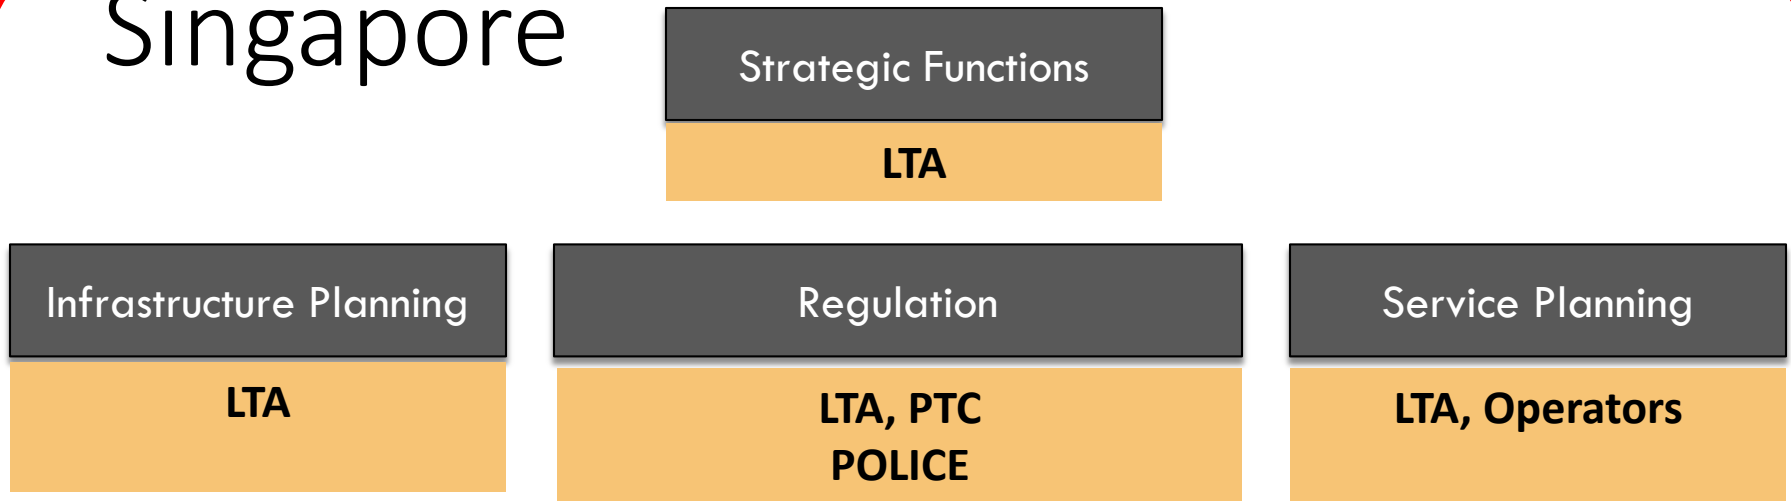 Singapore
Strategic Functions
LTA
Infrastructure Planning
LTA
Regulation
LTA, PTC
POLICE
Service Planning
LTA, Operators